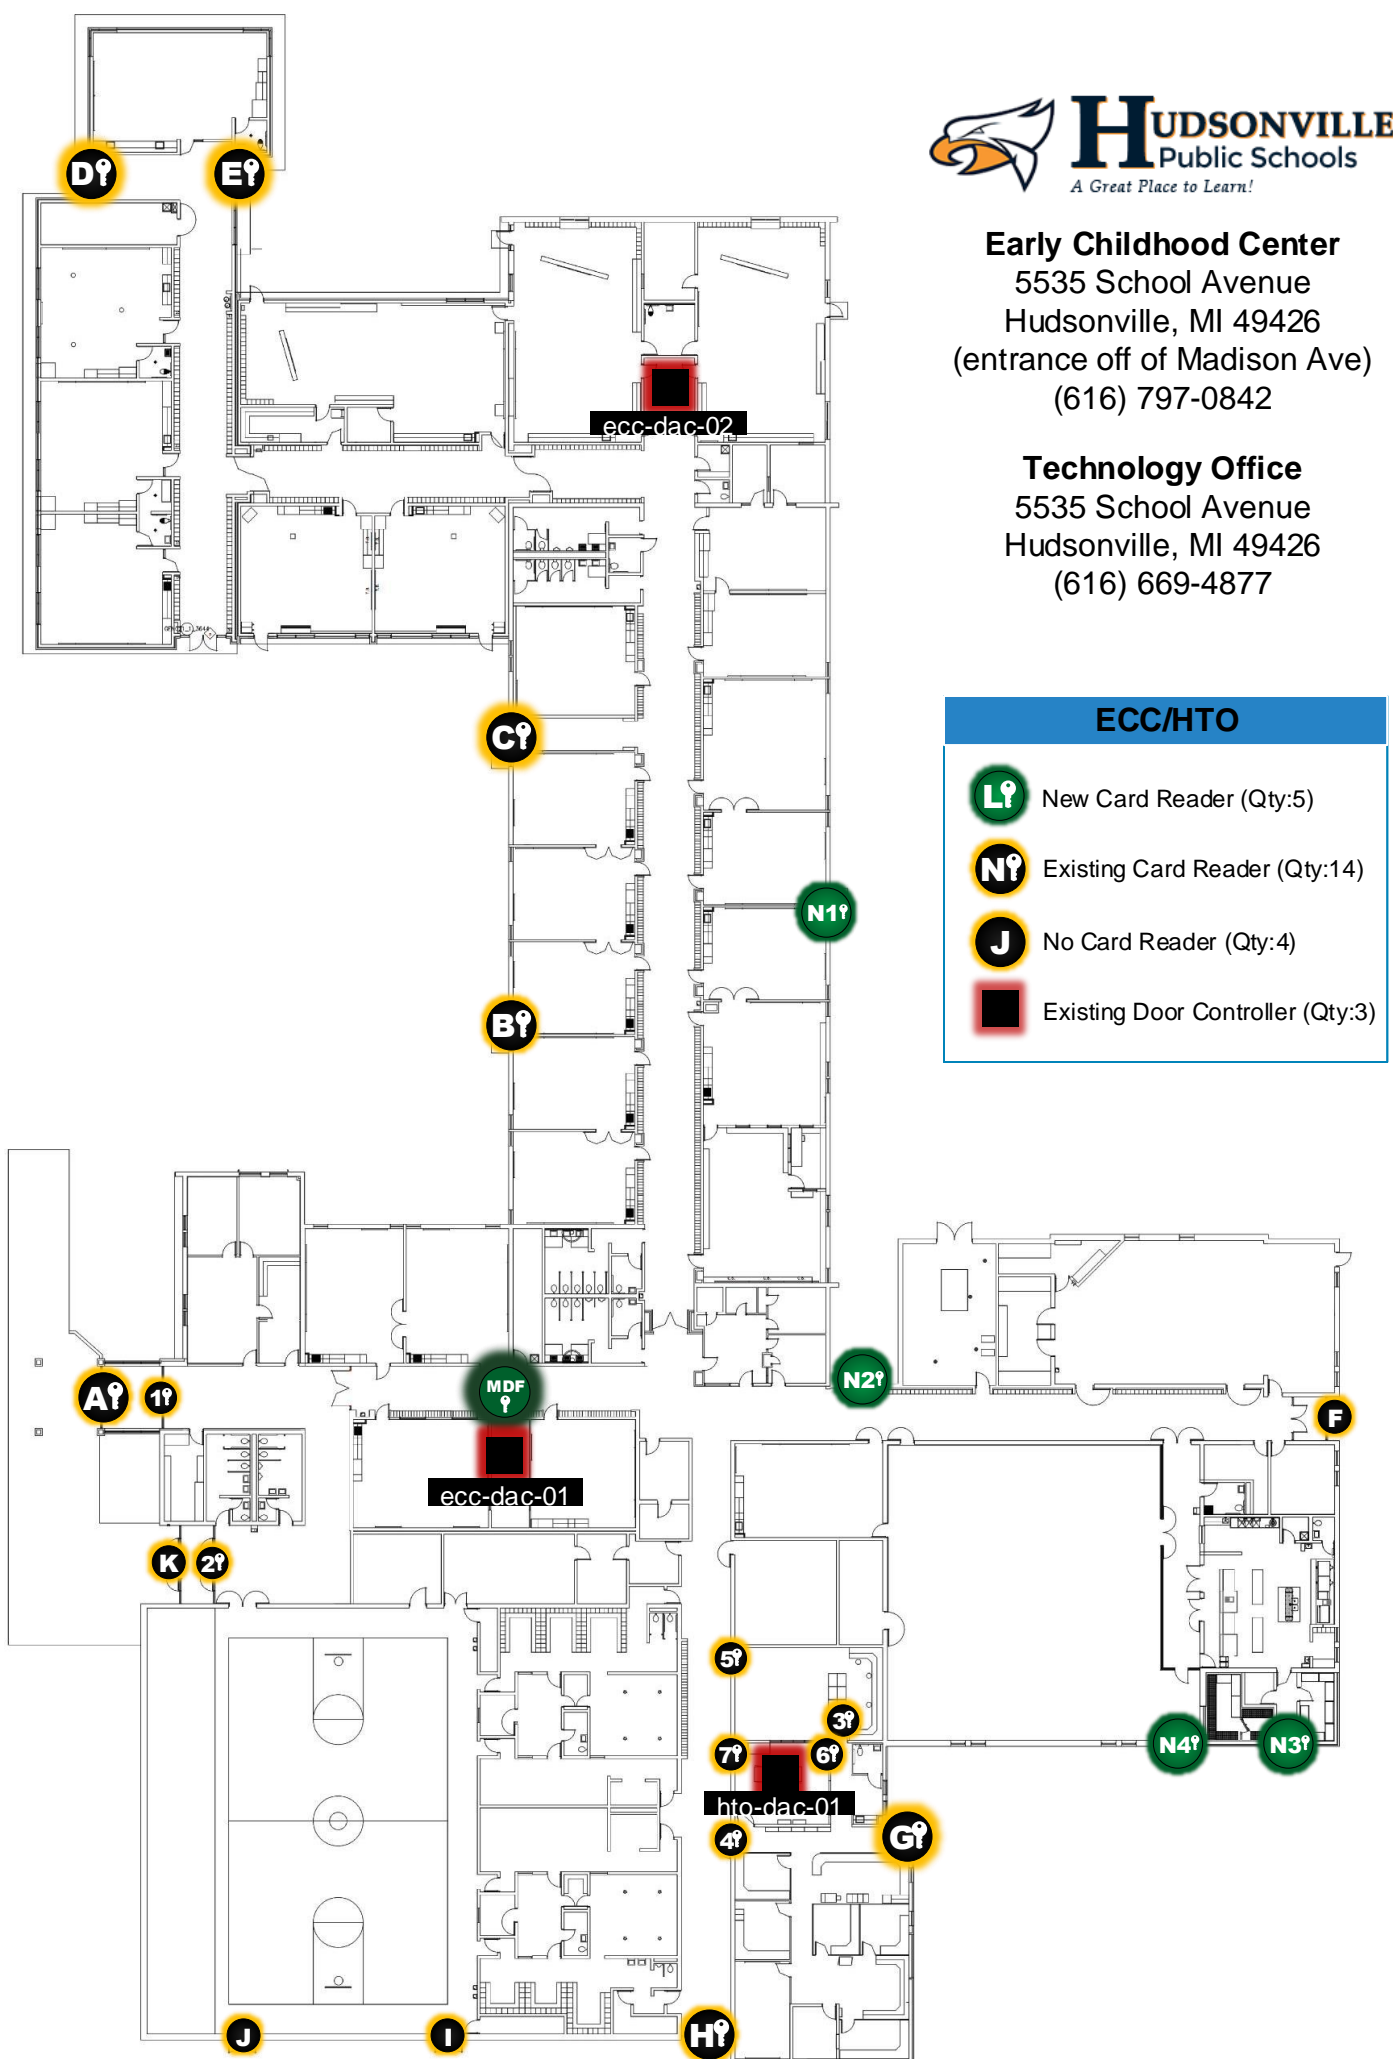 HUDSONVILLE
Public Schools
A Great Place to Learn!
Early Childhood Center
5535 School Avenue
Hudsonville, MI 49426
(entrance off of Madison Ave)
(616) 797-0842
Technology Office
5535 School Avenue
Hudsonville, MI 49426
(616) 669-4877
ECC/HTO
L New Card Reader (Qty:5)
N Existing Card Reader (Qty:14)
J No Card Reader (Qty:4)
Existing Door Controller (Qty:3)
D
E
ecc-dac-02
C
N1
B
A
1
MDF
N2
F
ecc-dac-01
K
2
5
3
7
6
N4
N3
hto-dac-01
4
G
J
I
H